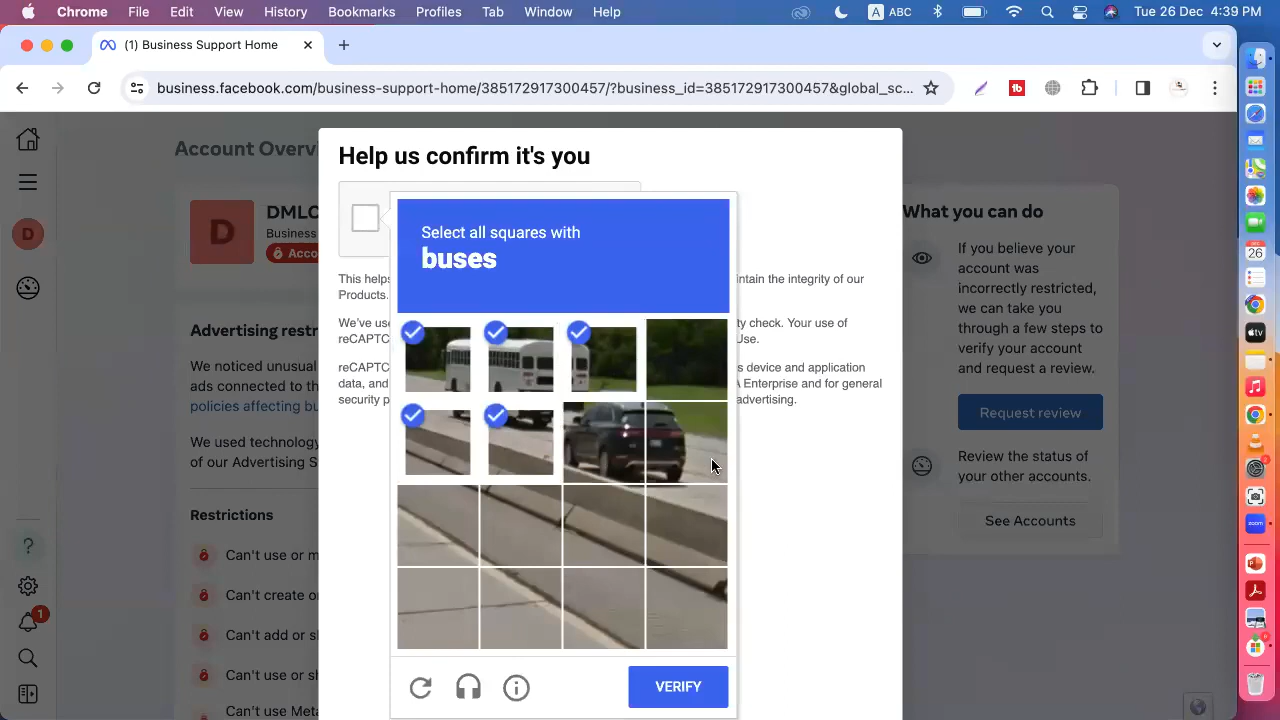 Chrome File Edit View History Bookmarks Profiles Tab Window Help A ABC Tue 26 Dec 4:39 PM
(1) Business Support Home
business.facebook.com/business-support-home/385172917300457/?business_id=385172917300457&global_sc...
Account Overvi
Help us confirm it's you
What you can do
D
DMLC
Business
Acco
D
Select all squares with
buses
If you believe your
account was
incorrectly restricted,
we can take you
through a few steps to
verify your account
and request a review.
Request review
Review the status of
your other accounts.
See Accounts
This helps
ntain the integrity of our
Products.
We've use
ty check. Your use of
reCAPTC
Use.
reCAPTC
s device and application
data, and
A Enterprise and for general
security p
advertising.
Advertising restr
We noticed unusual
ads connected to th
policies affecting bu
We used technology
of our Advertising S
Restrictions
Can't use or m
Can't create or
Can't add or sh
Can't use or sh
Can't use Meta
1
VERIFY
DEC
26
tv
zoom